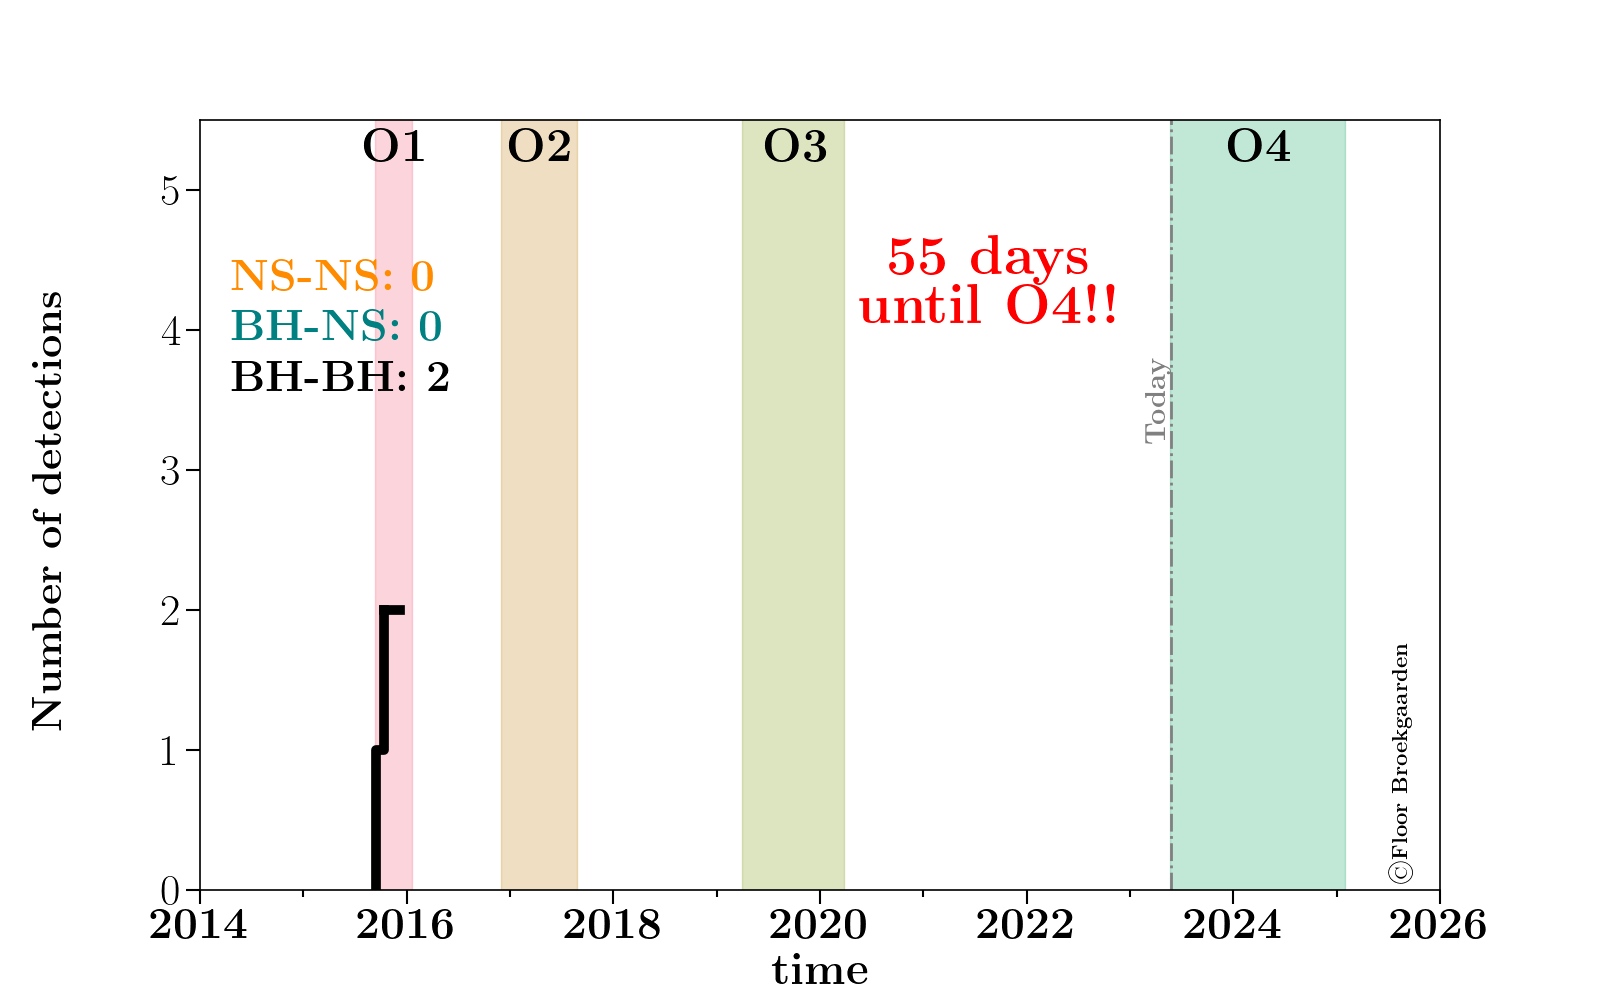 O1
O2
O3
O4
5
4
3
2
1
0
Number of detections
NS-NS: 0
BH-NS: 0
BH-BH: 2
55 days
until O4!!
Today
©Floor Broekgaarden
2014
2016
2018
2020
2022
2024
2026
time